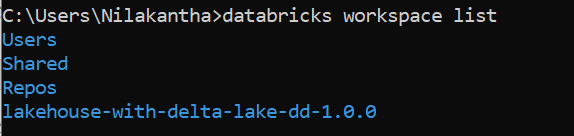 C:\Users\Nilakantha>databricks workspace list
Users
Shared
Repos
lakehouse-with-delta-lake-dd-1.0.0